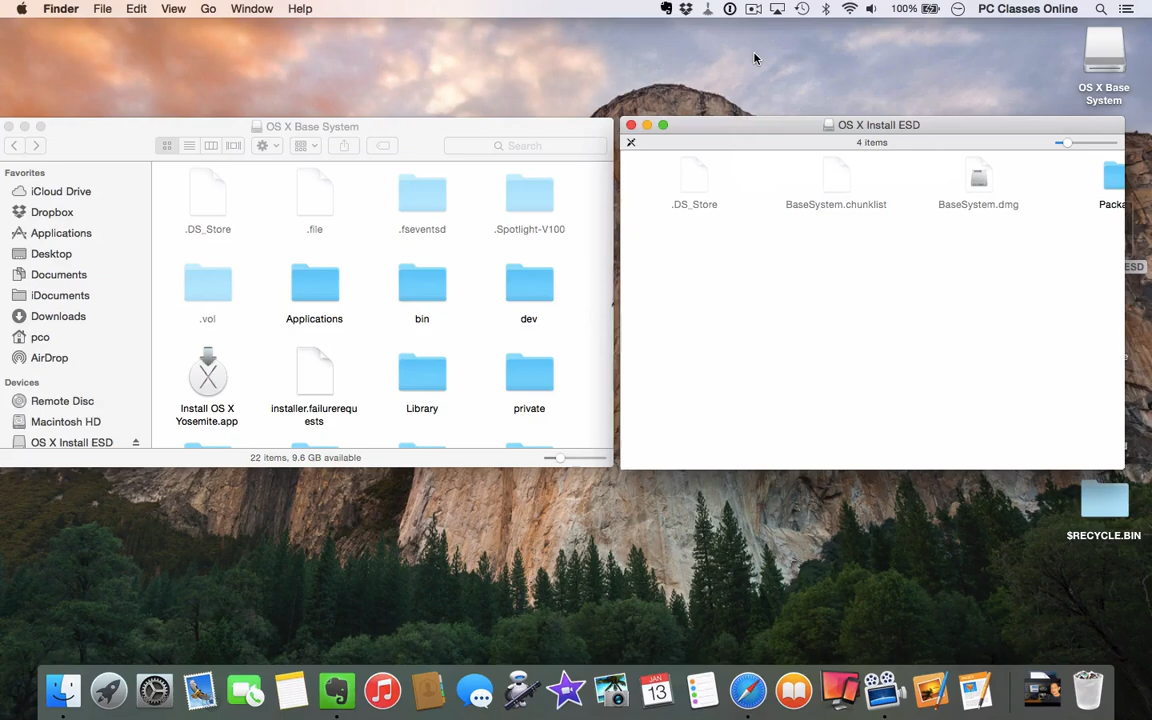 Finder File Edit View Go Window Help 100% PC Classes Online
OS X Base
System
OS X Base System
Search
Favorites
iCloud Drive
Dropbox
Applications
Desktop
Documents
iDocuments
Downloads
pco
AirDrop
Devices
Remote Disc
Macintosh HD
OS X Install ESD
.DS_Store .file .fseventsd .Spotlight-V100
.vol Applications bin dev
Install OS X
Yosemite.app
installer.failurerequ
ests
Library private
22 items, 9.6 GB available
OS X Install ESD
4 items
.DS_Store BaseSystem.chunklist BaseSystem.dmg Packa
ESD
$RECYCLE.BIN
JAN
13